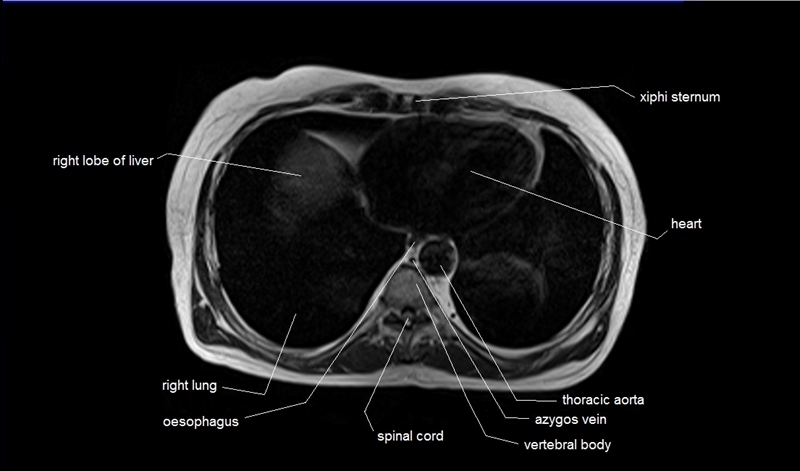 xiphi sternum
right lobe of liver
heart
right lung
thoracic aorta
oesophagus
azygos vein
spinal cord
vertebral body